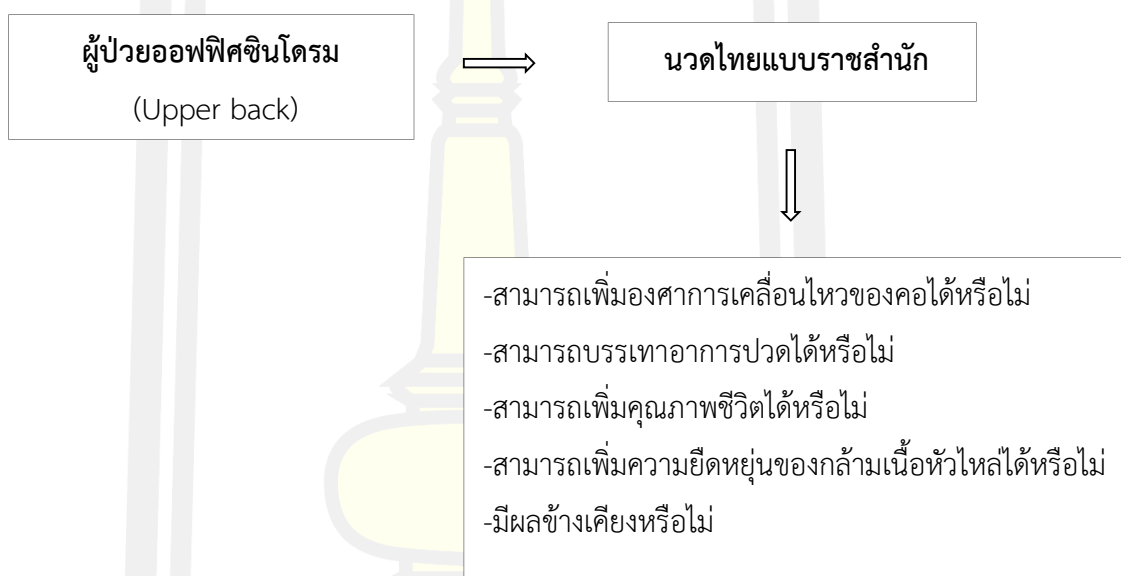 ผู้ป่วยออฟฟิศซินโดรม
(Upper back)
นวดไทยแบบราชสำนัก
-สามารถเพิ่มองศาการเคลื่อนไหวของคอได้หรือไม่
-สามารถบรรเทาอาการปวดได้หรือไม่
-สามารถเพิ่มคุณภาพชีวิตได้หรือไม่
-สามารถเพิ่มความยืดหยุ่นของกล้ามเนื้อหัวไหล่ได้หรือไม่
-มีผลข้างเคียงหรือไม่